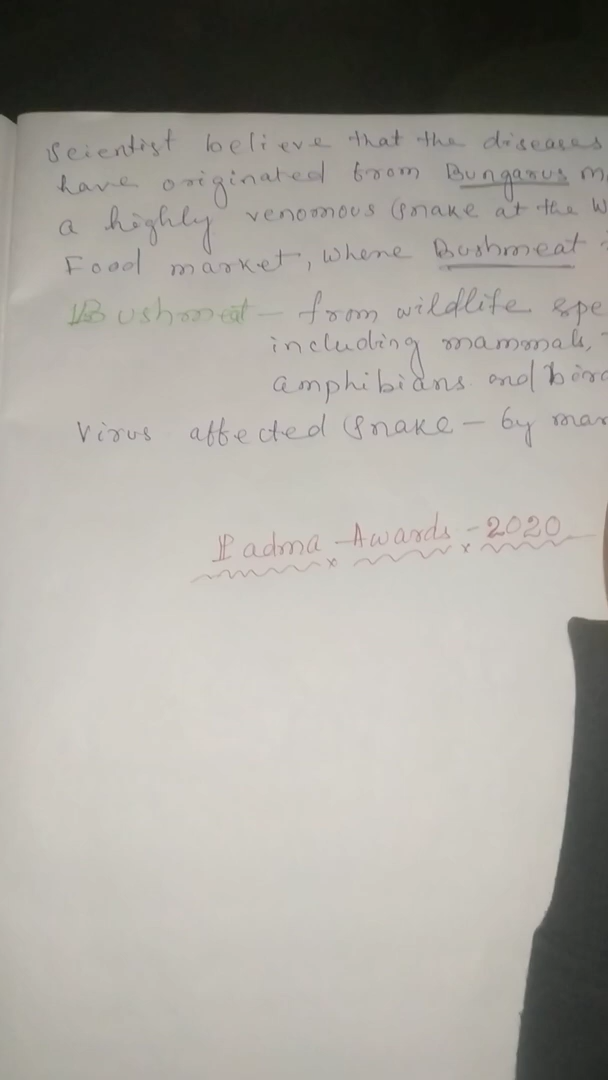 Scientist believe that the diseases
have originated from Bungarus
a highly venomous Snake at the
Food market, where Bushmeat
Bushmeat - from wildlife
including mammals,
amphibians and
Virus affected Snake - by
Padma Awards - 2020